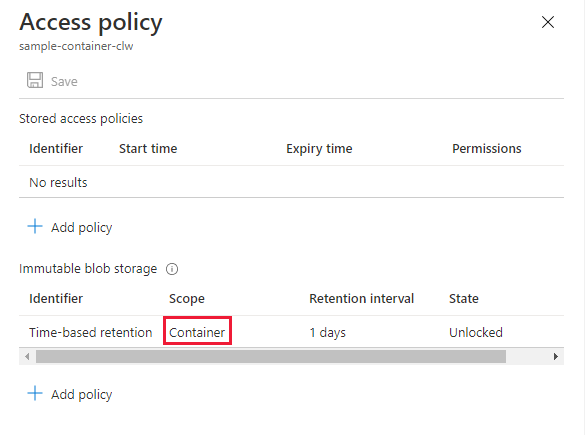 Access policy
sample-container-clw
Save
Stored access policies
Identifier Start time Expiry time Permissions
No results
Add policy
Immutable blob storage
Identifier Scope Retention interval State
Time-based retention Container 1 days Unlocked
Add policy